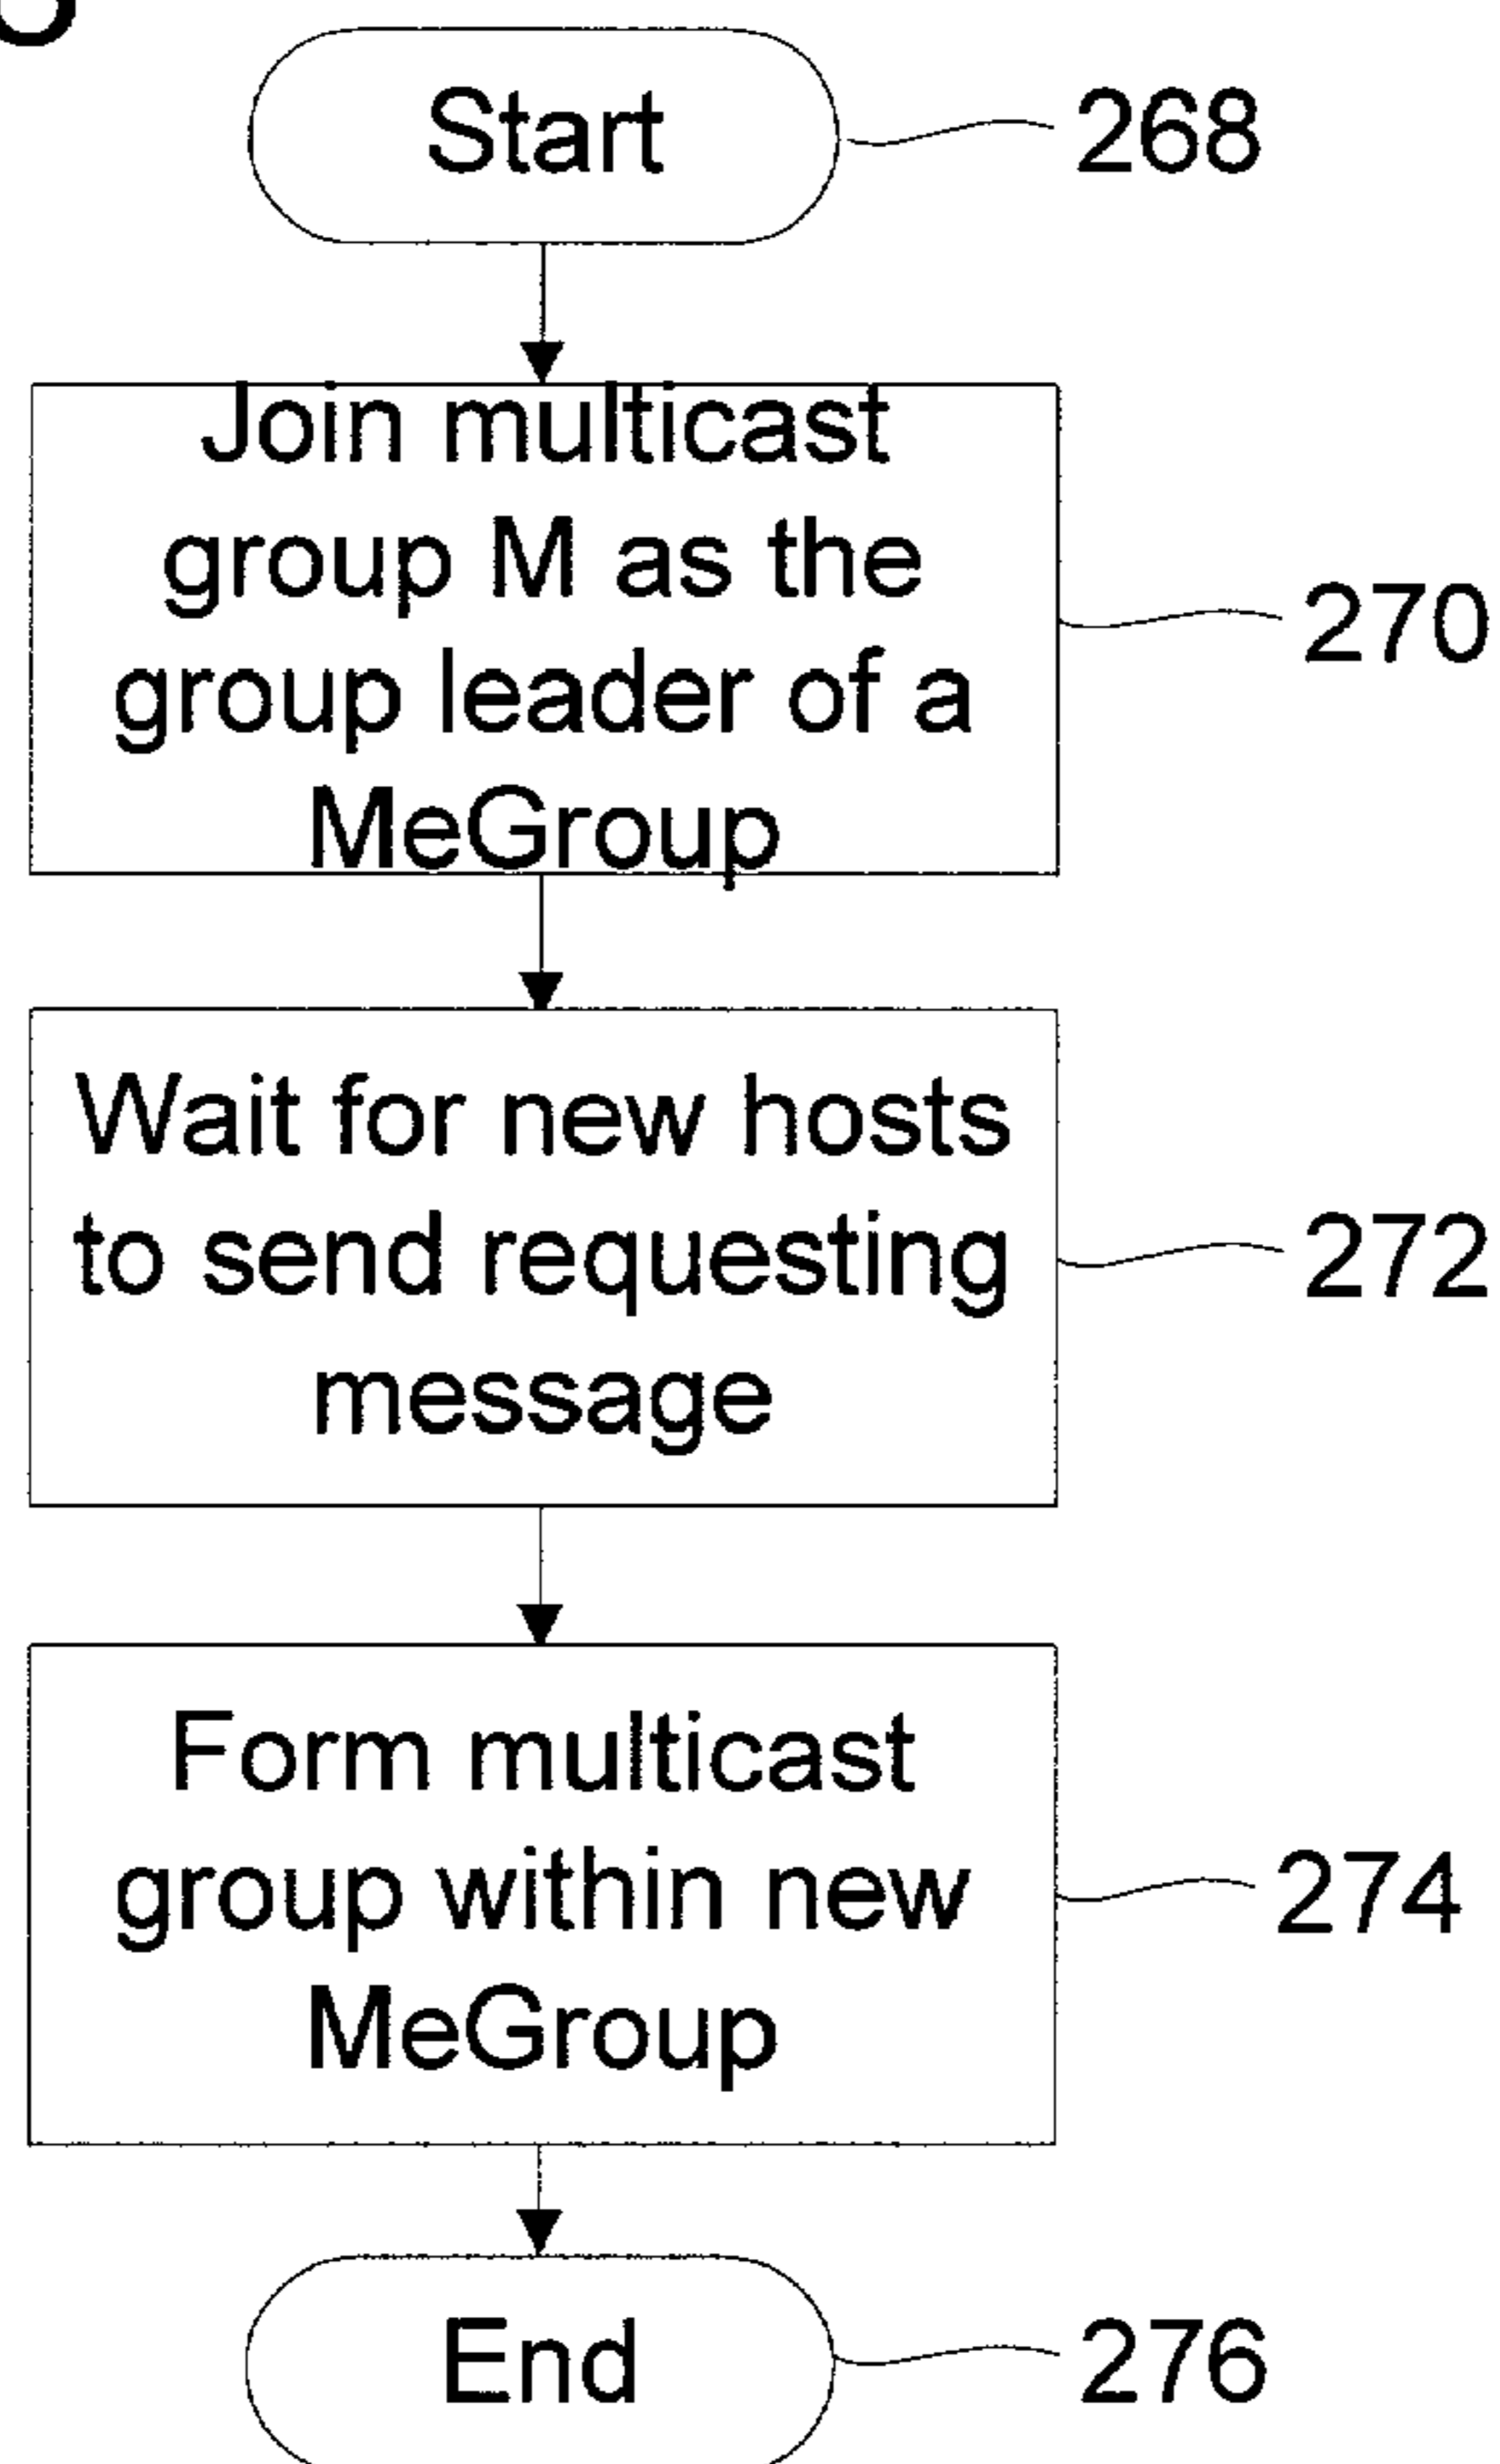 Start
268
Join multicast
group M as the
group leader of a
MeGroup
270
Wait for new hosts
to send requesting
message
272
Form multicast
group within new
MeGroup
274
End
276